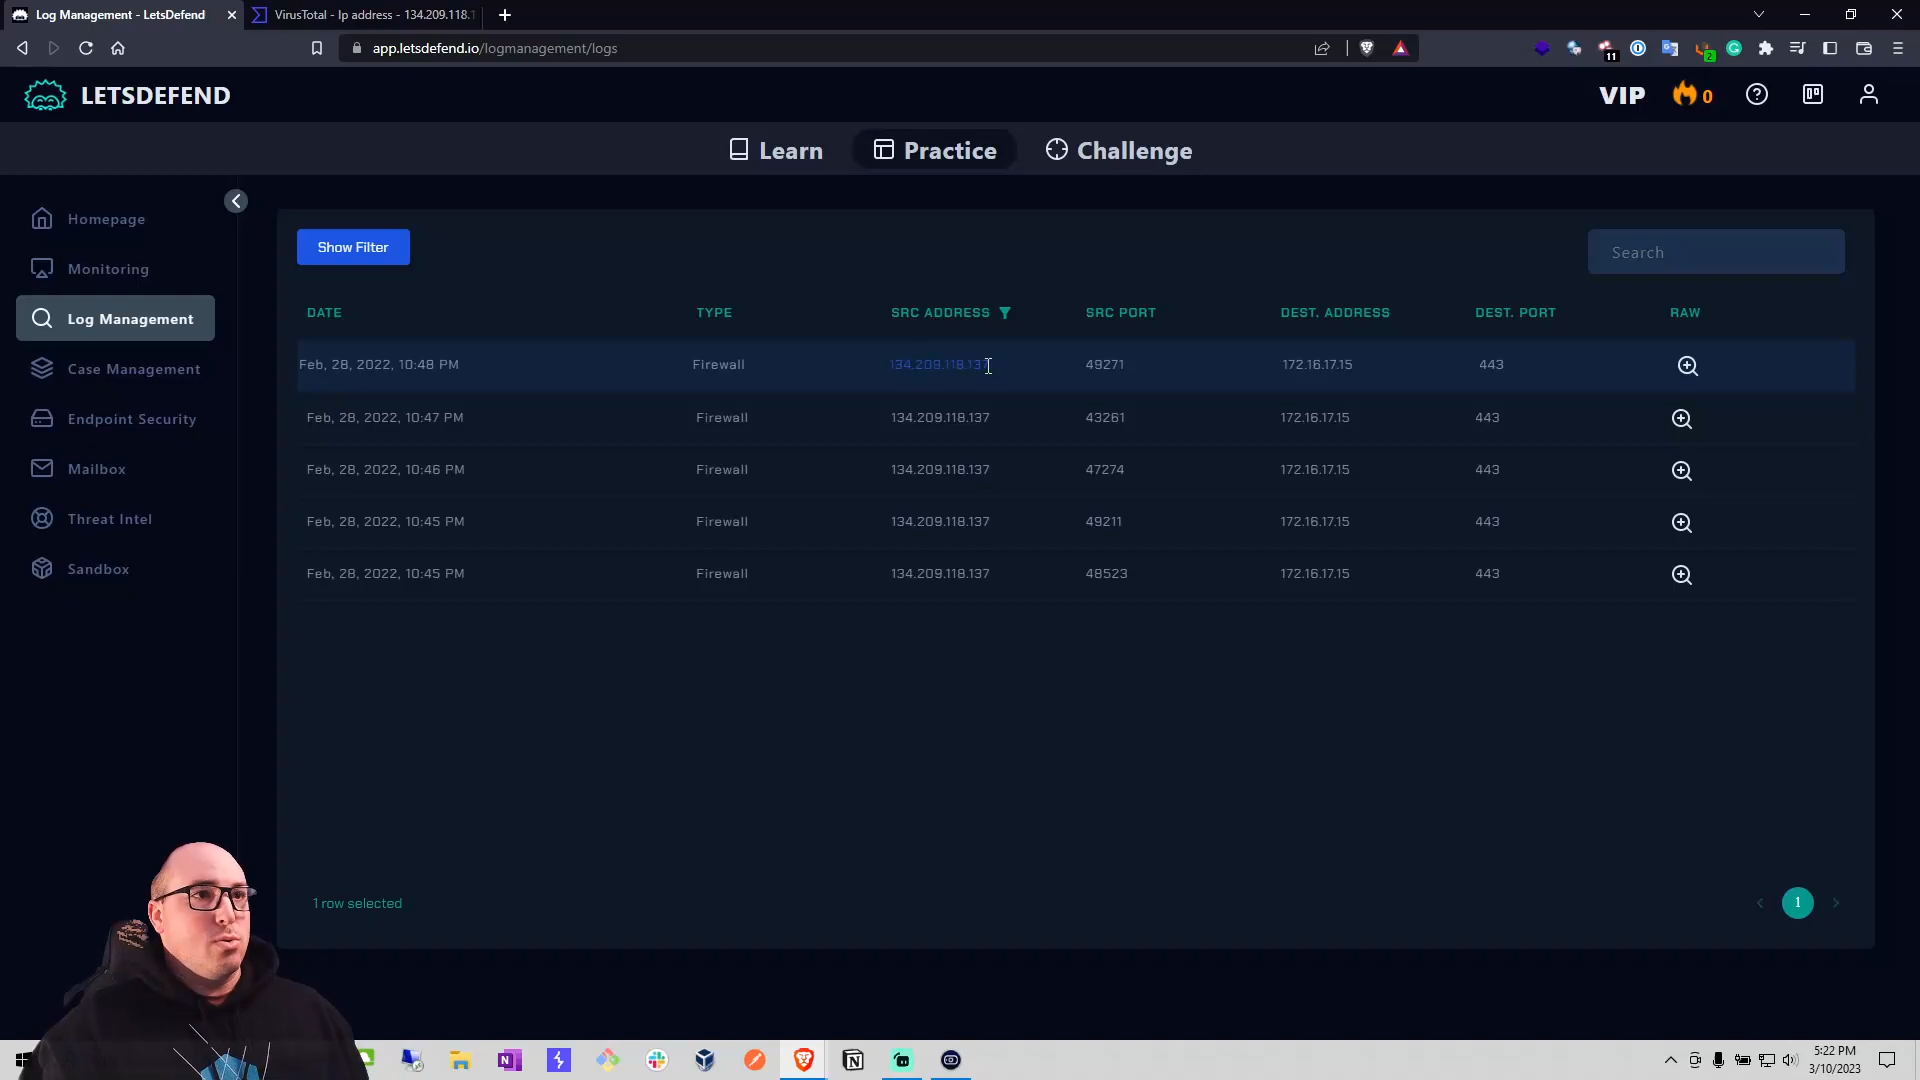 Log Management - LetsDefend
VirusTotal - Ip address - 134.209.118.1
app.letsdefend.io/logmanagement/logs
11
2
LETSDEFEND
VIP
0
Learn
Practice
Challenge
Homepage
Monitoring
Log Management
Case Management
Endpoint Security
Mailbox
Threat Intel
Sandbox
Show Filter
Search
DATE TYPE SRC ADDRESS SRC PORT DEST. ADDRESS DEST. PORT RAW
Feb, 28, 2022, 10:48 PM Firewall 134.209.118.137 49271 172.16.17.15 443
Feb, 28, 2022, 10:47 PM Firewall 134.209.118.137 43261 172.16.17.15 443
Feb, 28, 2022, 10:46 PM Firewall 134.209.118.137 47274 172.16.17.15 443
Feb, 28, 2022, 10:45 PM Firewall 134.209.118.137 49211 172.16.17.15 443
Feb, 28, 2022, 10:45 PM Firewall 134.209.118.137 48523 172.16.17.15 443
1 row selected
1
5:22 PM
3/10/2023